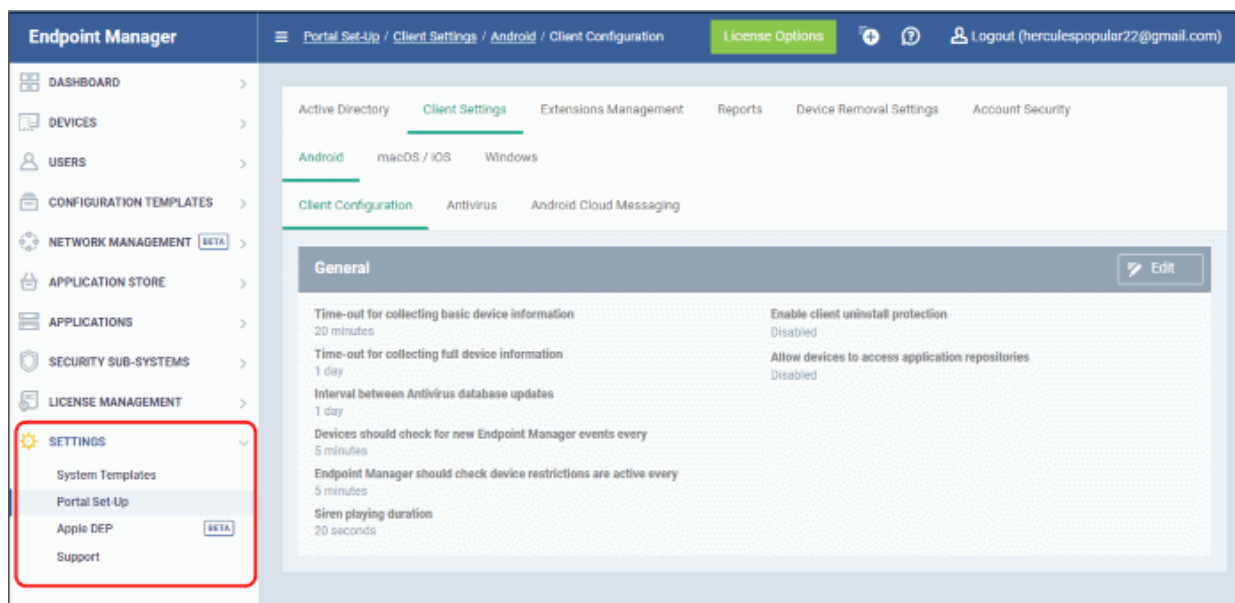 Endpoint Manager
Portal Set-Up / Client Settings / Android / Client Configuration
License Options
Logout (herculespopular22@gmail.com)
DASHBOARD
DEVICES
USERS
CONFIGURATION TEMPLATES
NETWORK MANAGEMENT BETA
APPLICATION STORE
APPLICATIONS
SECURITY SUB-SYSTEMS
LICENSE MANAGEMENT
SETTINGS
System Templates
Portal Set-Up
Apple DEP BETA
Support
Active Directory Client Settings Extensions Management Reports Device Removal Settings Account Security
Android macOS / iOS Windows
Client Configuration Antivirus Android Cloud Messaging
General
Edit
Time-out for collecting basic device information
20 minutes
Time-out for collecting full device information
1 day
Interval between Antivirus database updates
1 day
Devices should check for new Endpoint Manager events every
5 minutes
Endpoint Manager should check device restrictions are active every
5 minutes
Siren playing duration
20 seconds
Enable client uninstall protection
Disabled
Allow devices to access application repositories
Disabled